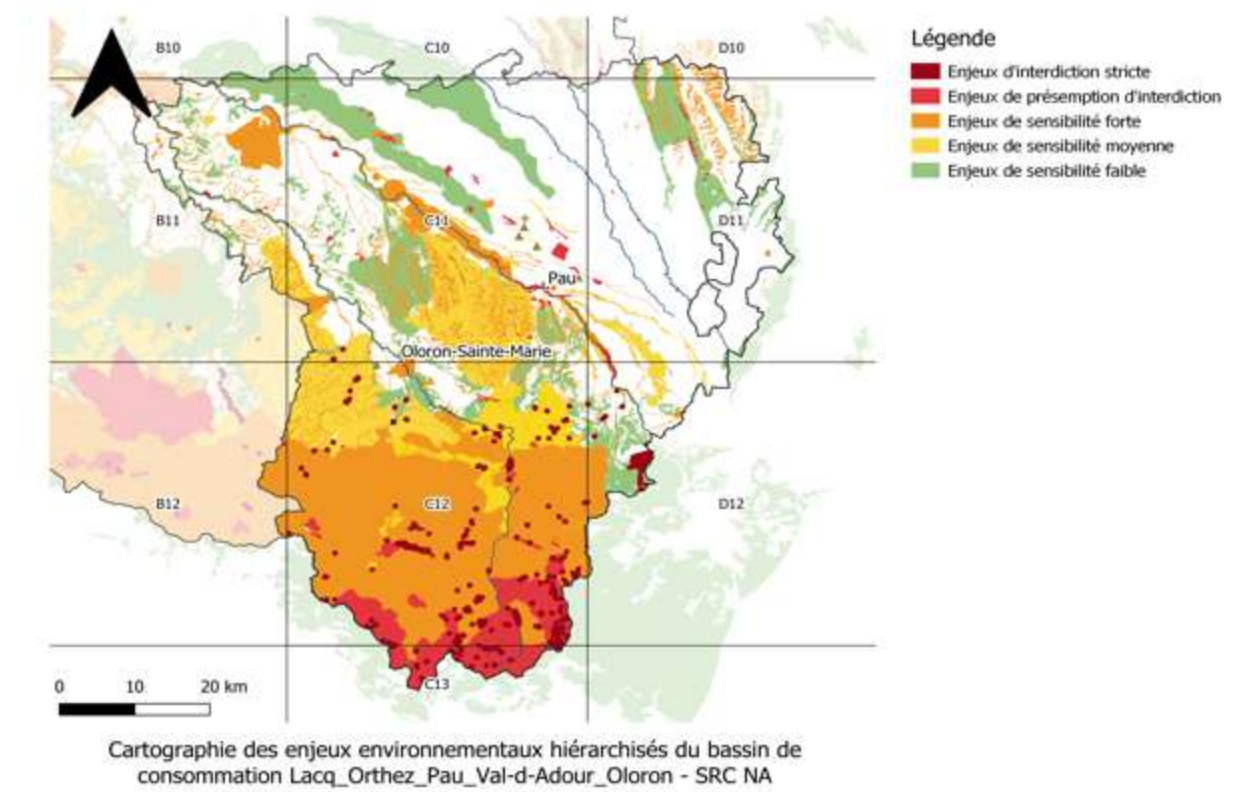 B10
C10
D10
Légende
Enjeux d'interdiction stricte
Enjeux de présemption d'interdiction
Enjeux de sensibilité forte
Enjeux de sensibilité moyenne
Enjeux de sensibilité faible
B11
C11
D11
Pau
Oloron-Sainte-Marie
B12
C12
D12
C13
0 10 20 km
Cartographie des enjeux environnementaux hiérarchisés du bassin de
consommation Lacq_Orthez_Pau_Val-d-Adour_Oloron - SRC NA